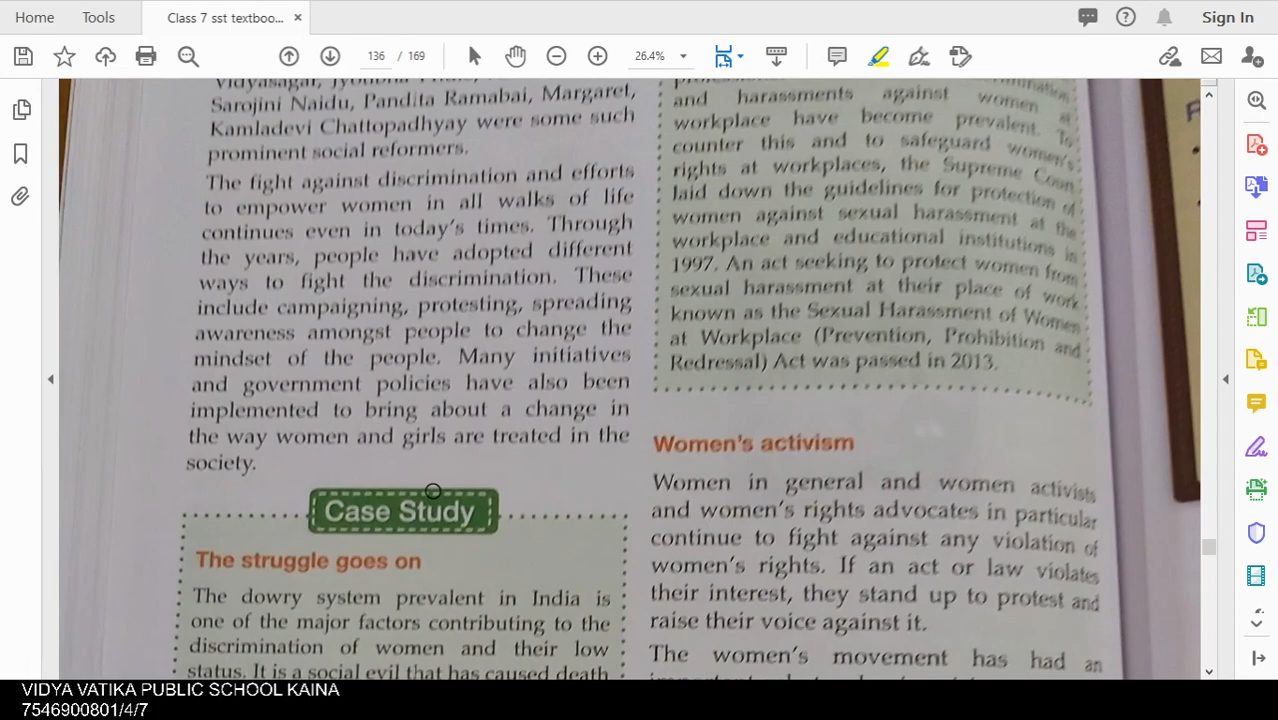 Home
Tools
Class 7 sst textboo...
Sign In
136 / 169
26.4%
Sarojini Naidu, Pandita Ramabai, Margaret,
Kamladevi Chattopadhyay were some such
prominent social reformers.
The fight against discrimination and efforts
to empower women in all walks of life
continues even in today's times. Through
the years, people have adopted different
ways to fight the discrimination. These
include campaigning, protesting, spreading
awareness amongst people to change the
mindset of the people. Many initiatives
and government policies have also been
implemented to bring about a change in
the way women and girls are treated in the
society.
Case Study
The struggle goes on
The dowry system prevalent in India is
one of the major factors contributing to the
discrimination of women and their low
status. It is a social evil that has caused death
and harassments against women at
workplace have become prevalent. To
counter this and to safeguard women's
rights at workplaces, the Supreme Court
laid down the guidelines for protection of
women against sexual harassment at the
workplace and educational institutions in
1997. An act seeking to protect women from
sexual harassment at their place of work
known as the Sexual Harassment of Women
at Workplace (Prevention, Prohibition and
Redressal) Act was passed in 2013.
Women's activism
Women in general and women activists
and women's rights advocates in particular
continue to fight against any violation of
women's rights. If an act or law violates
their interest, they stand up to protest and
raise their voice against it.
The women's movement has had an
VIDYA VATIKA PUBLIC SCHOOL KAINA
7546900801/4/7